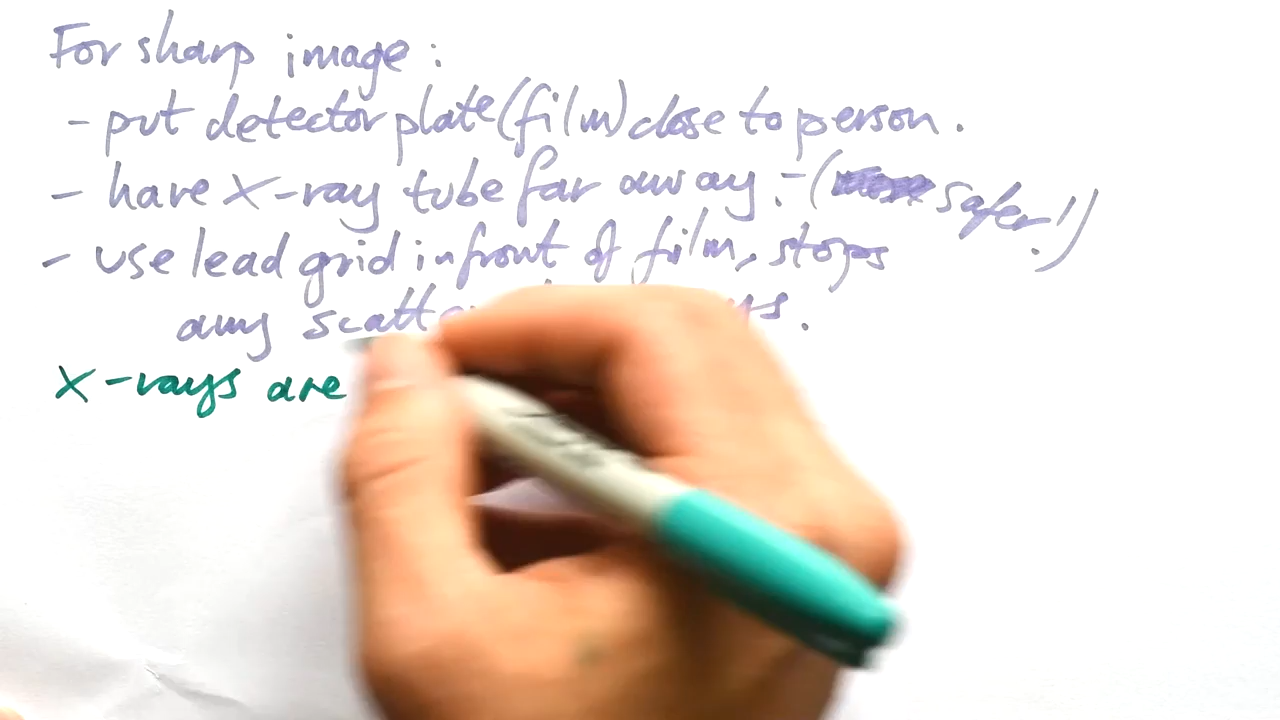 For sharp image :
- put detector plate (film) close to person.
- have X-ray tube far away :- ( safer!)
- use lead grid in front of film, stops
any
X-rays are